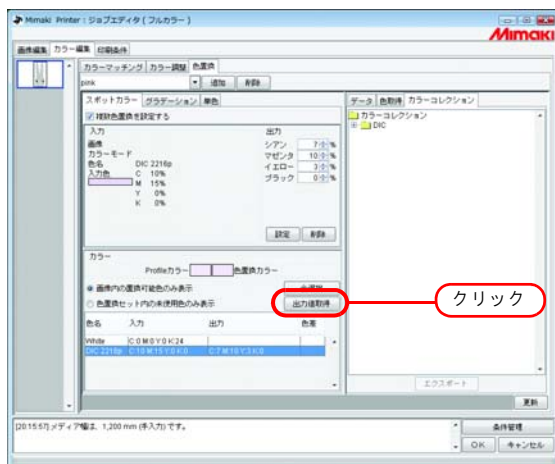 Mimaki Printer : ジョブエディタ ( フルカラー )
Mimaki
画像編集 カラー編集 印刷条件
カラーマッチング カラー調整 色置換
pink 追加 削除
スポットカラー グラデーション 単色
データ 色取得 カラーコレクション
複数色置換を設定する
カラーコレクション
DIC
入力 出力
画像
カラーモード
色名 DIC 2216p
入力色 C 10%
M 15%
Y 0%
K 0%
シアン 7 %
マゼンタ 10 %
イエロー 3 %
ブラック 0 %
設定 削除
カラー
Profileカラー 色置換カラー
画像内の置換可能色のみ表示
色置換セット内の未使用色のみ表示
出力値取得
クリック
色名 入力 出力 色差
White C:0 M:0 Y:0 K:24
DIC 2216p C:10 M:15 Y:0 K:0 C:7 M:10 Y:3 K:0
エクスポート
更新
[20:15:57] メディア幅は、1,200 mm (手入力) です。
条件管理
OK キャンセル